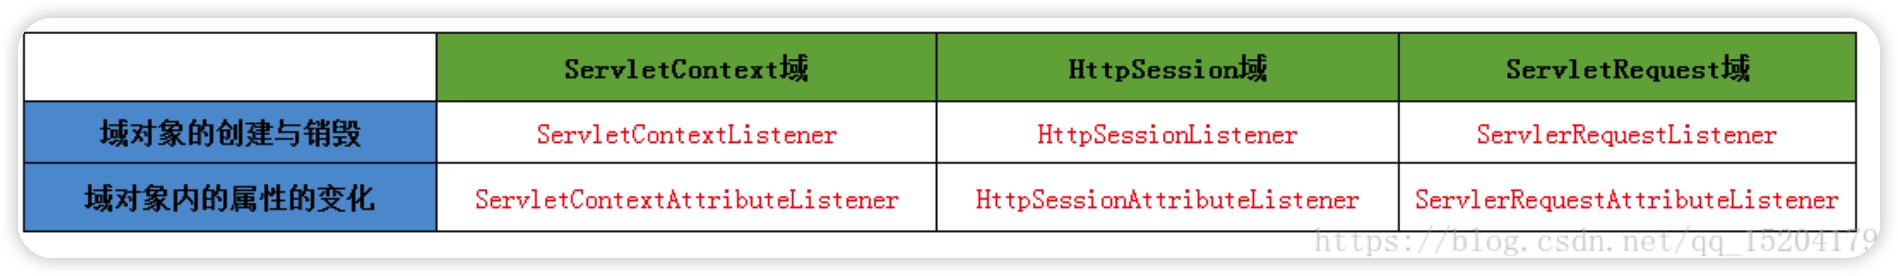 ServletContext域 HttpSession域 ServletRequest域
域对象的创建与销毁 ServletContextListener HttpSessionListener ServlerRequestListener
域对象内的属性的变化 ServletContextAttributeListener HttpSessionAttributeListener ServlerRequestAttributeListener
https://blog.csdn.net/qq_15204179